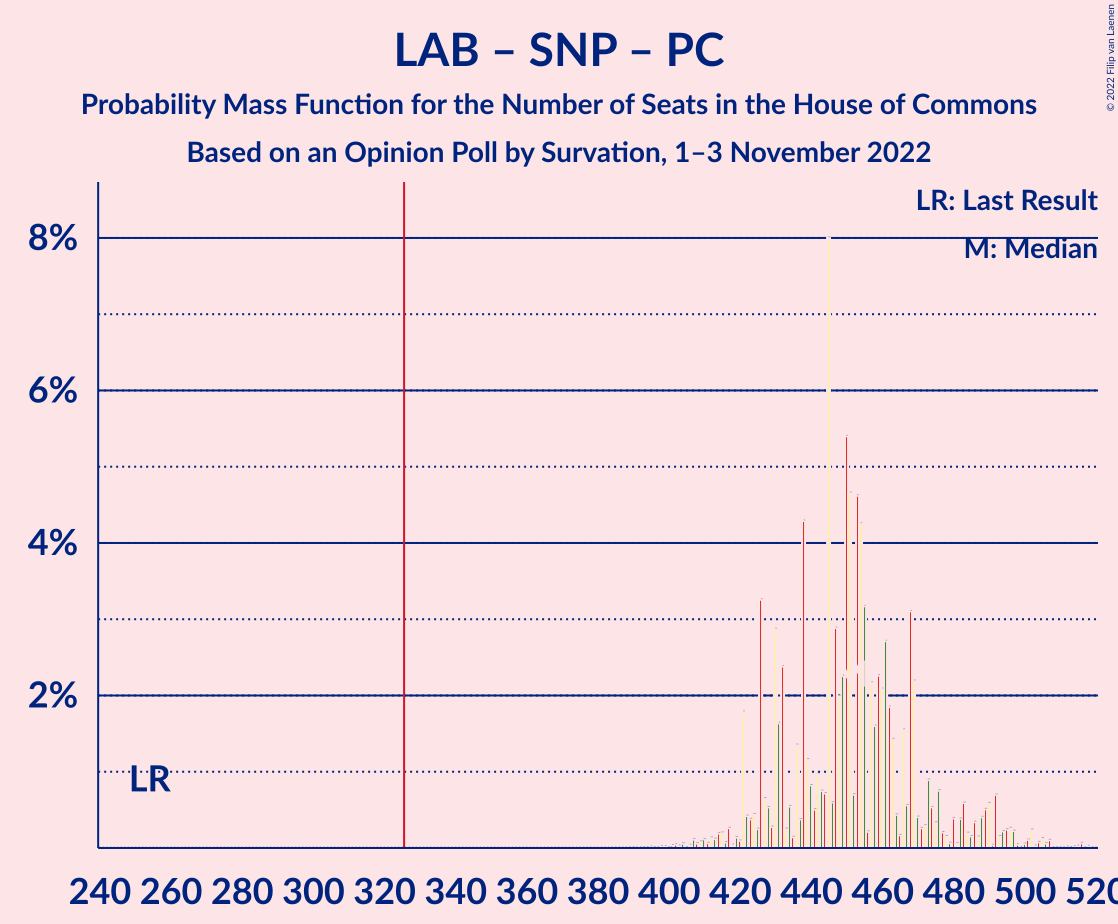 LAB – SNP – PC
Probability Mass Function for the Number of Seats in the House of Commons
Based on an Opinion Poll by Survation, 1–3 November 2022
© 2022 Filip van Laenen
LR: Last Result
M: Median
8%
6%
4%
2%
LR
240 260 280 300 320 340 360 380 400 420 440 460 480 500 520